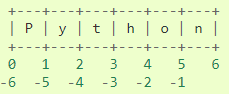 +---+---+---+---+---+---+
| P | y | t | h | o | n |
+---+---+---+---+---+---+
0   1   2   3   4   5   6
-6  -5  -4  -3  -2  -1